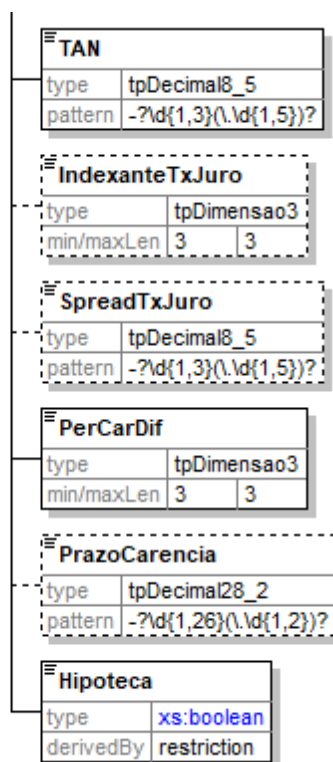 TAN
type tpDecimal8_5
pattern -?\d{1,3}(\.\d{1,5})?
IndexanteTxJuro
type tpDimensao3
min/maxLen 3 3
SpreadTxJuro
type tpDecimal8_5
pattern -?\d{1,3}(\.\d{1,5})?
PerCarDif
type tpDimensao3
min/maxLen 3 3
PrazoCarencia
type tpDecimal28_2
pattern -?\d{1,26}(\.\d{1,2})?
Hipoteca
type xs:boolean
derivedBy restriction